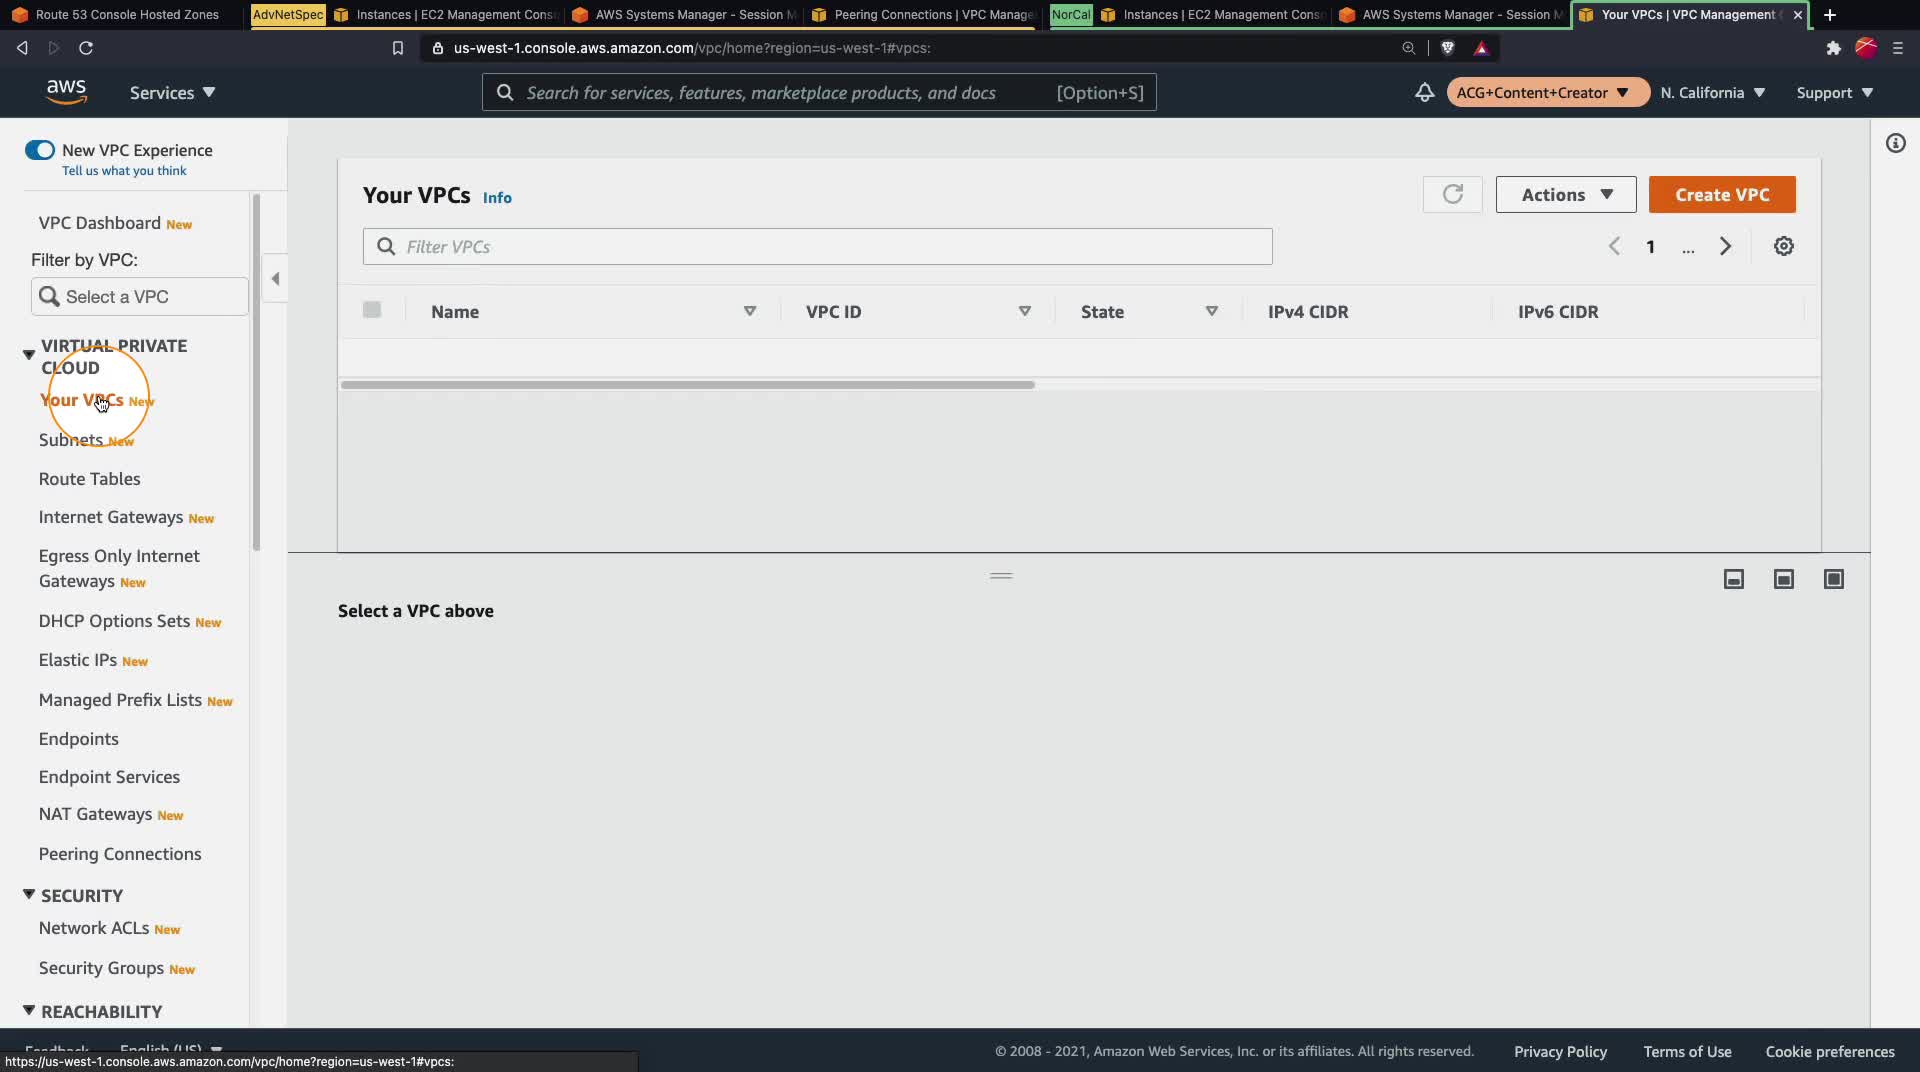 Route 53 Console Hosted Zones
AdvNetSpec
Instances | EC2 Management Cons
AWS Systems Manager - Session M
Peering Connections | VPC Manage
NorCal
Instances | EC2 Management Conso
AWS Systems Manager - Session M
Your VPCs | VPC Management
us-west-1.console.aws.amazon.com/vpc/home?region=us-west-1#vpcs:
aws
Services
Search for services, features, marketplace products, and docs
[Option+S]
ACG+Content+Creator
N. California
Support
New VPC Experience
Tell us what you think
VPC Dashboard New
Filter by VPC:
Select a VPC
VIRTUAL PRIVATE
CLOUD
Your VPCs New
Subnets New
Route Tables
Internet Gateways New
Egress Only Internet
Gateways New
DHCP Options Sets New
Elastic IPs New
Managed Prefix Lists New
Endpoints
Endpoint Services
NAT Gateways New
Peering Connections
SECURITY
Network ACLs New
Security Groups New
REACHABILITY
Your VPCs Info
Actions
Create VPC
Filter VPCs
1
...
Name
VPC ID
State
IPv4 CIDR
IPv6 CIDR
Select a VPC above
Feedback
English (US)
https://us-west-1.console.aws.amazon.com/vpc/home?region=us-west-1#vpcs:
© 2008 - 2021, Amazon Web Services, Inc. or its affiliates. All rights reserved.
Privacy Policy
Terms of Use
Cookie preferences